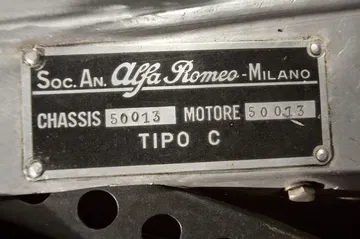 Soc. An. Alfa Romeo - Milano
CHASSIS 50013 MOTORE 50013
TIPO C